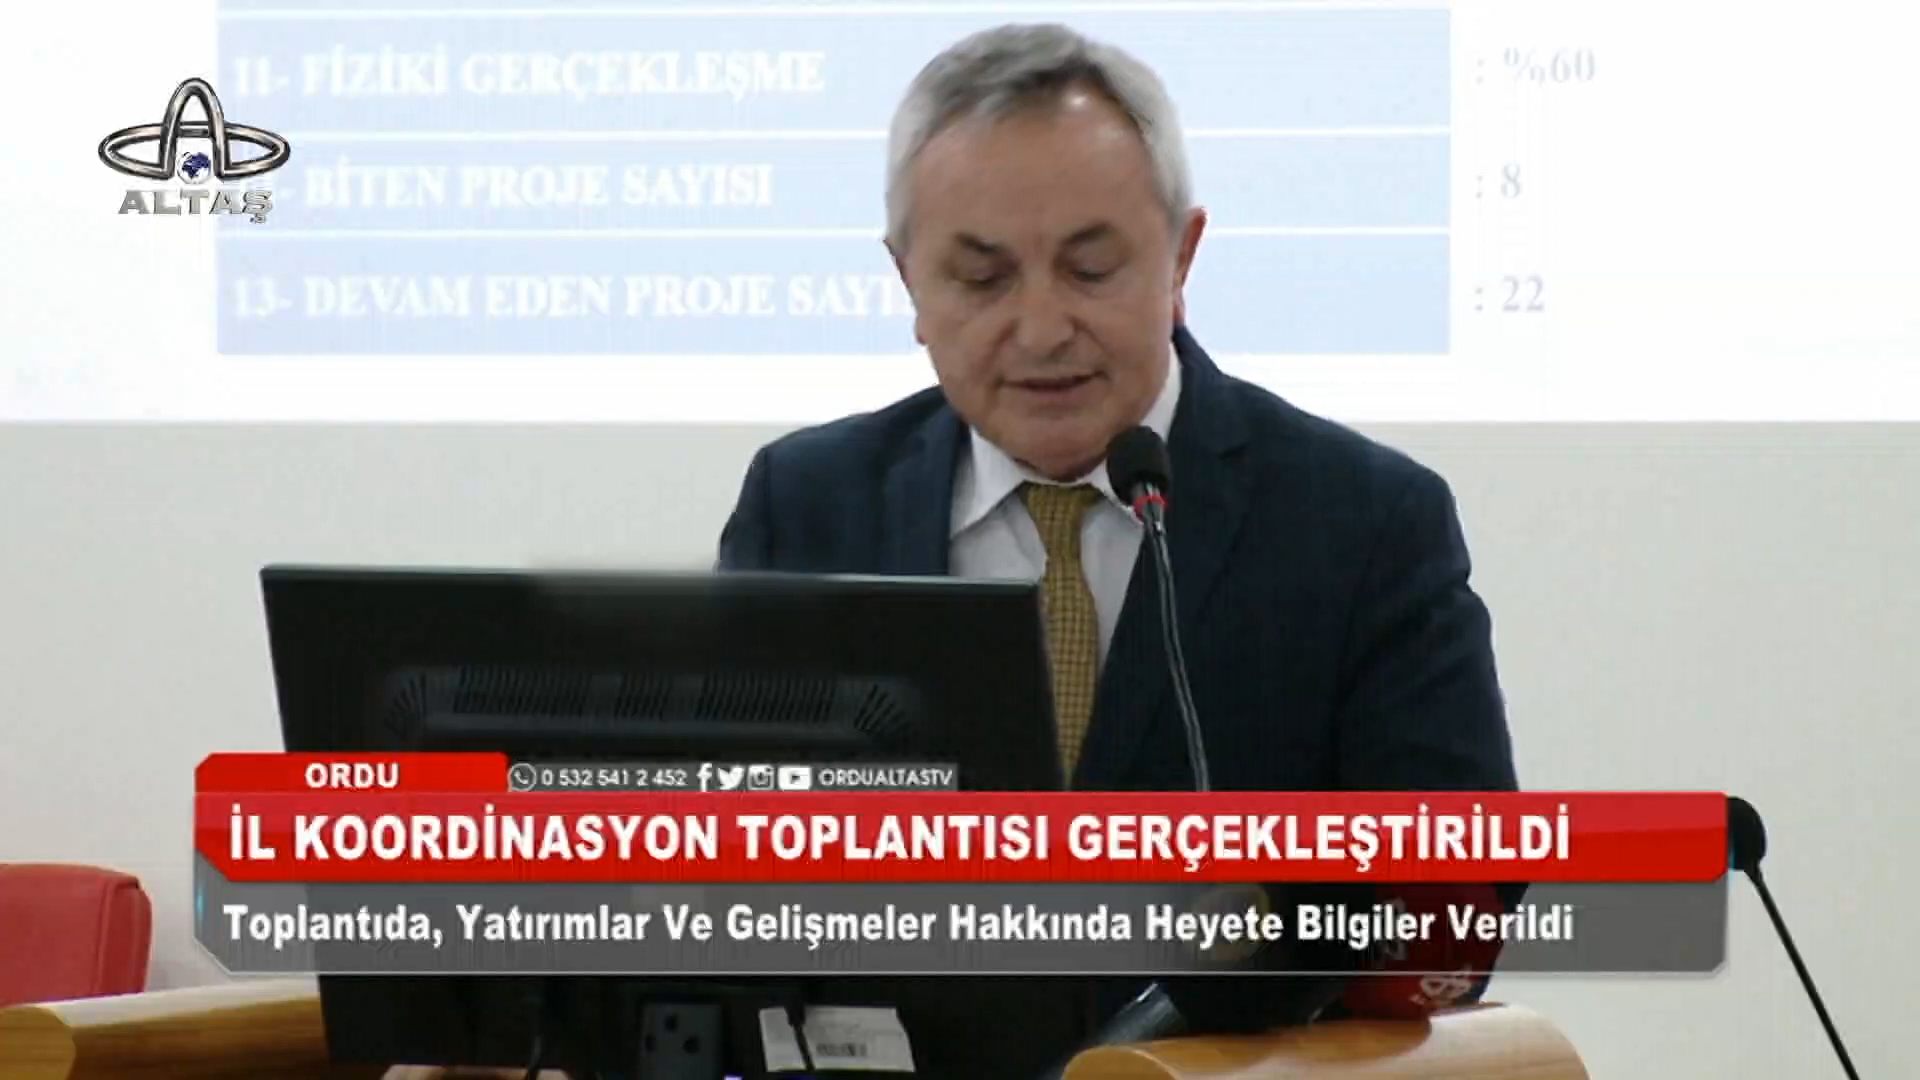 11- FİZİKİ GERÇEKLEŞME : %60
- BİTEN PROJE SAYISI : 8
13- DEVAM EDEN PROJE : 22
ALTAŞ
ORDU
0 532 541 2 452 ORDUALTASTV
İL KOORDİNASYON TOPLANTISI GERÇEKLEŞTİRİLDİ
Toplantıda, Yatırımlar Ve Gelişmeler Hakkında Heyete Bilgiler Verildi